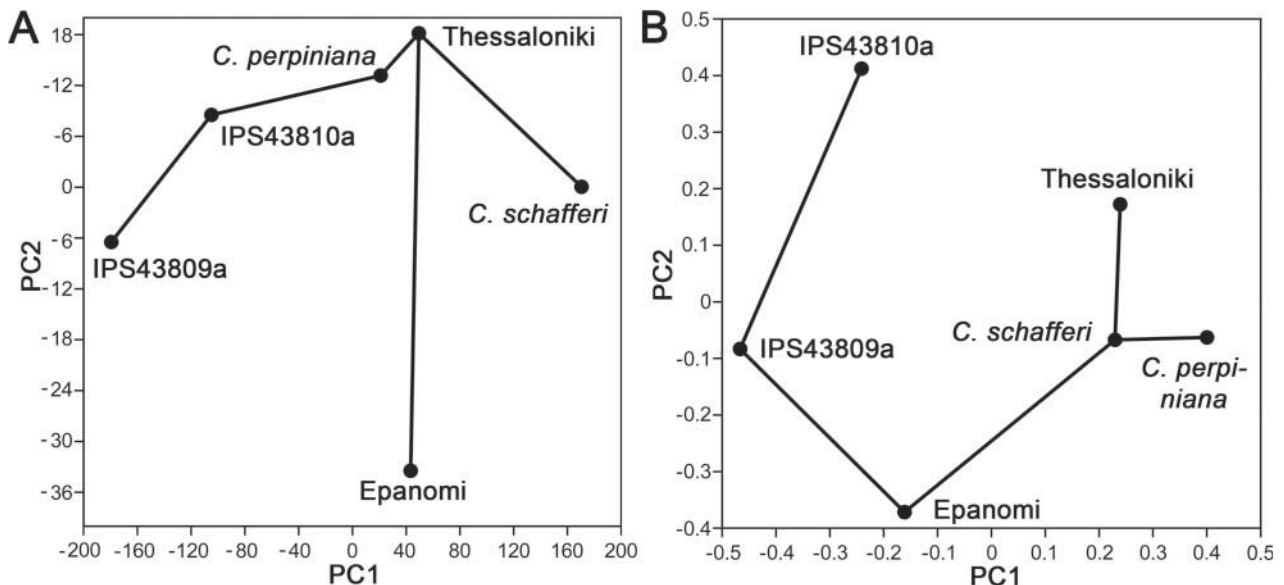 A
18
-12
-6
0
-6
-12
-18
-24
-30
-36
PC2
-200
-160
-120
-80
-40
0
40
80
120
160
200
PC1
C. perpiniana
Thessaloniki
IPS43810a
C. schafferi
IPS43809a
Epanomi
B
0.5
0.4
0.3
0.2
0.1
0
-0.1
-0.2
-0.3
-0.4
PC2
-0.5
-0.4
-0.3
-0.2
-0.1
0
0.1
0.2
0.3
0.4
0.5
PC1
IPS43810a
Thessaloniki
C. schafferi
IPS43809a
C. perpi-
niana
Epanomi